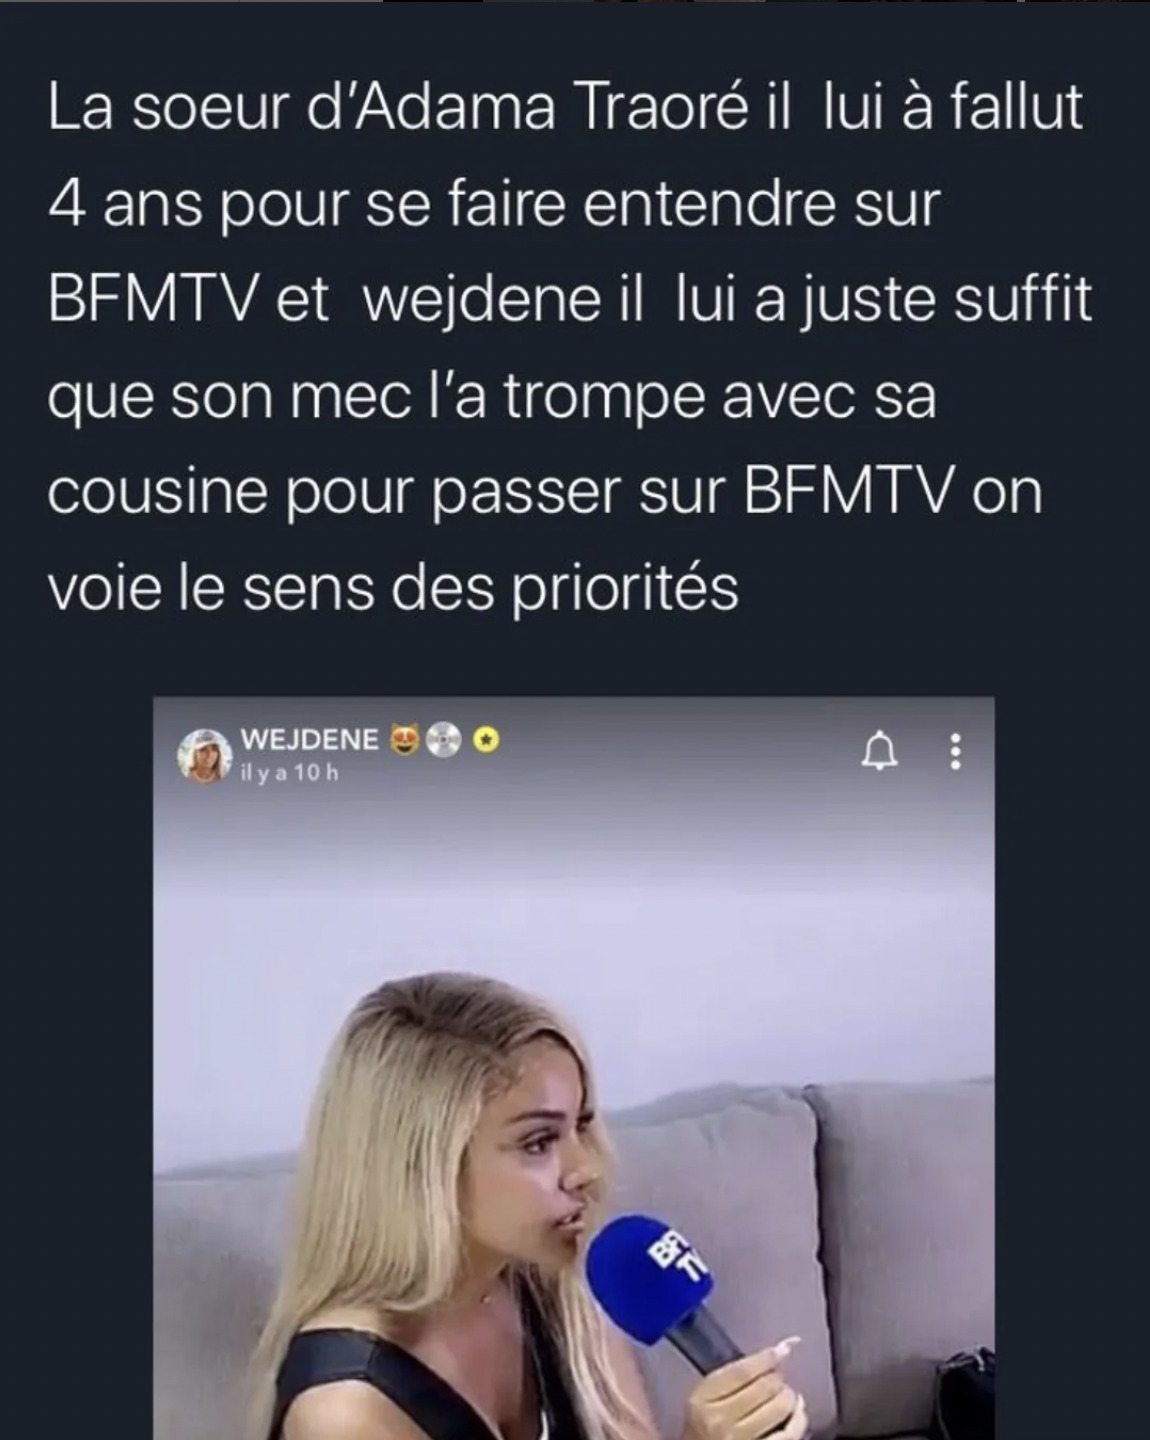 La soeur d’Adama Traoré il  lui à fallut
4 ans pour se faire entendre sur
BFMTV et  wejdene il  lui a juste suffit
que son mec l’a trompe avec sa
cousine pour passer sur BFMTV on
voie le sens des priorités
WEJDENE 😻💿
il y a 10 h
BFM
TV